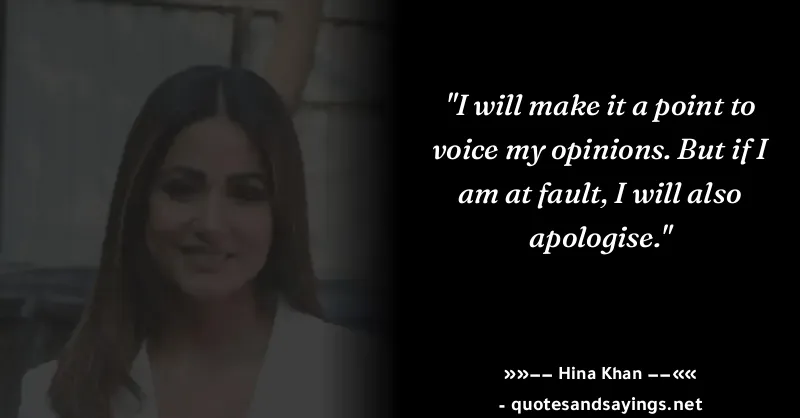 "I will make it a point to
voice my opinions. But if I
am at fault, I will also
apologise."
»»−− Hina Khan −−««
- quotesandsayings.net